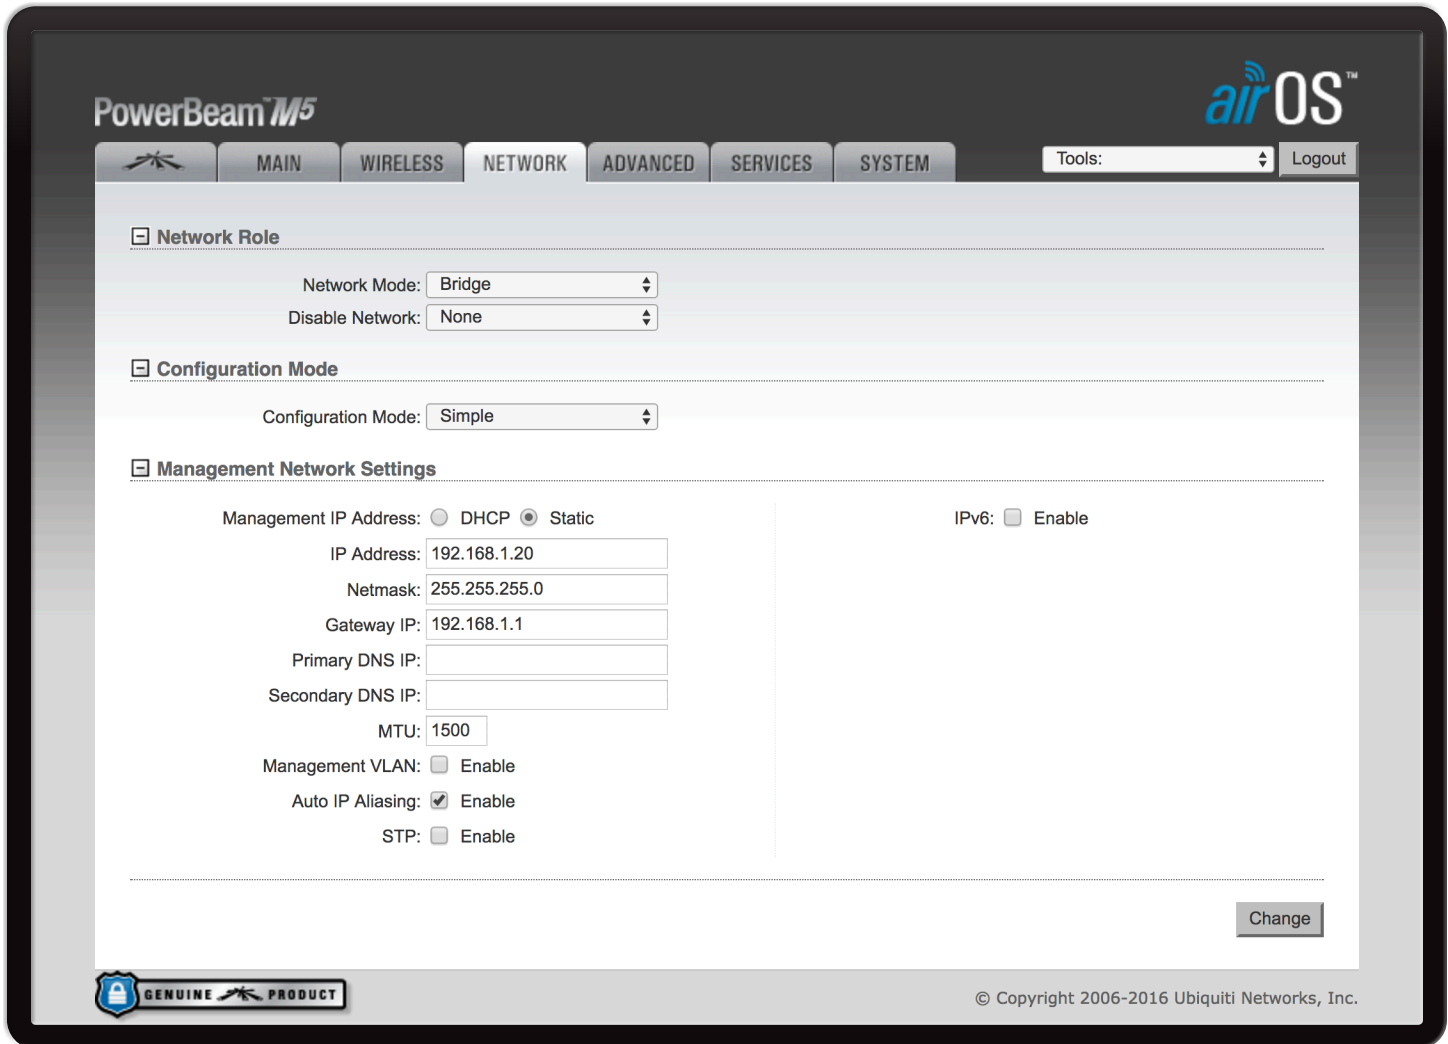 PowerBeam™ M5
airOS™
MAIN WIRELESS NETWORK ADVANCED SERVICES SYSTEM Tools: Logout
Network Role
Network Mode: Bridge
Disable Network: None
Configuration Mode
Configuration Mode: Simple
Management Network Settings
Management IP Address: DHCP Static IPv6: Enable
IP Address: 192.168.1.20
Netmask: 255.255.255.0
Gateway IP: 192.168.1.1
Primary DNS IP:
Secondary DNS IP:
MTU: 1500
Management VLAN: Enable
Auto IP Aliasing: Enable
STP: Enable
Change
GENUINE PRODUCT
© Copyright 2006-2016 Ubiquiti Networks, Inc.